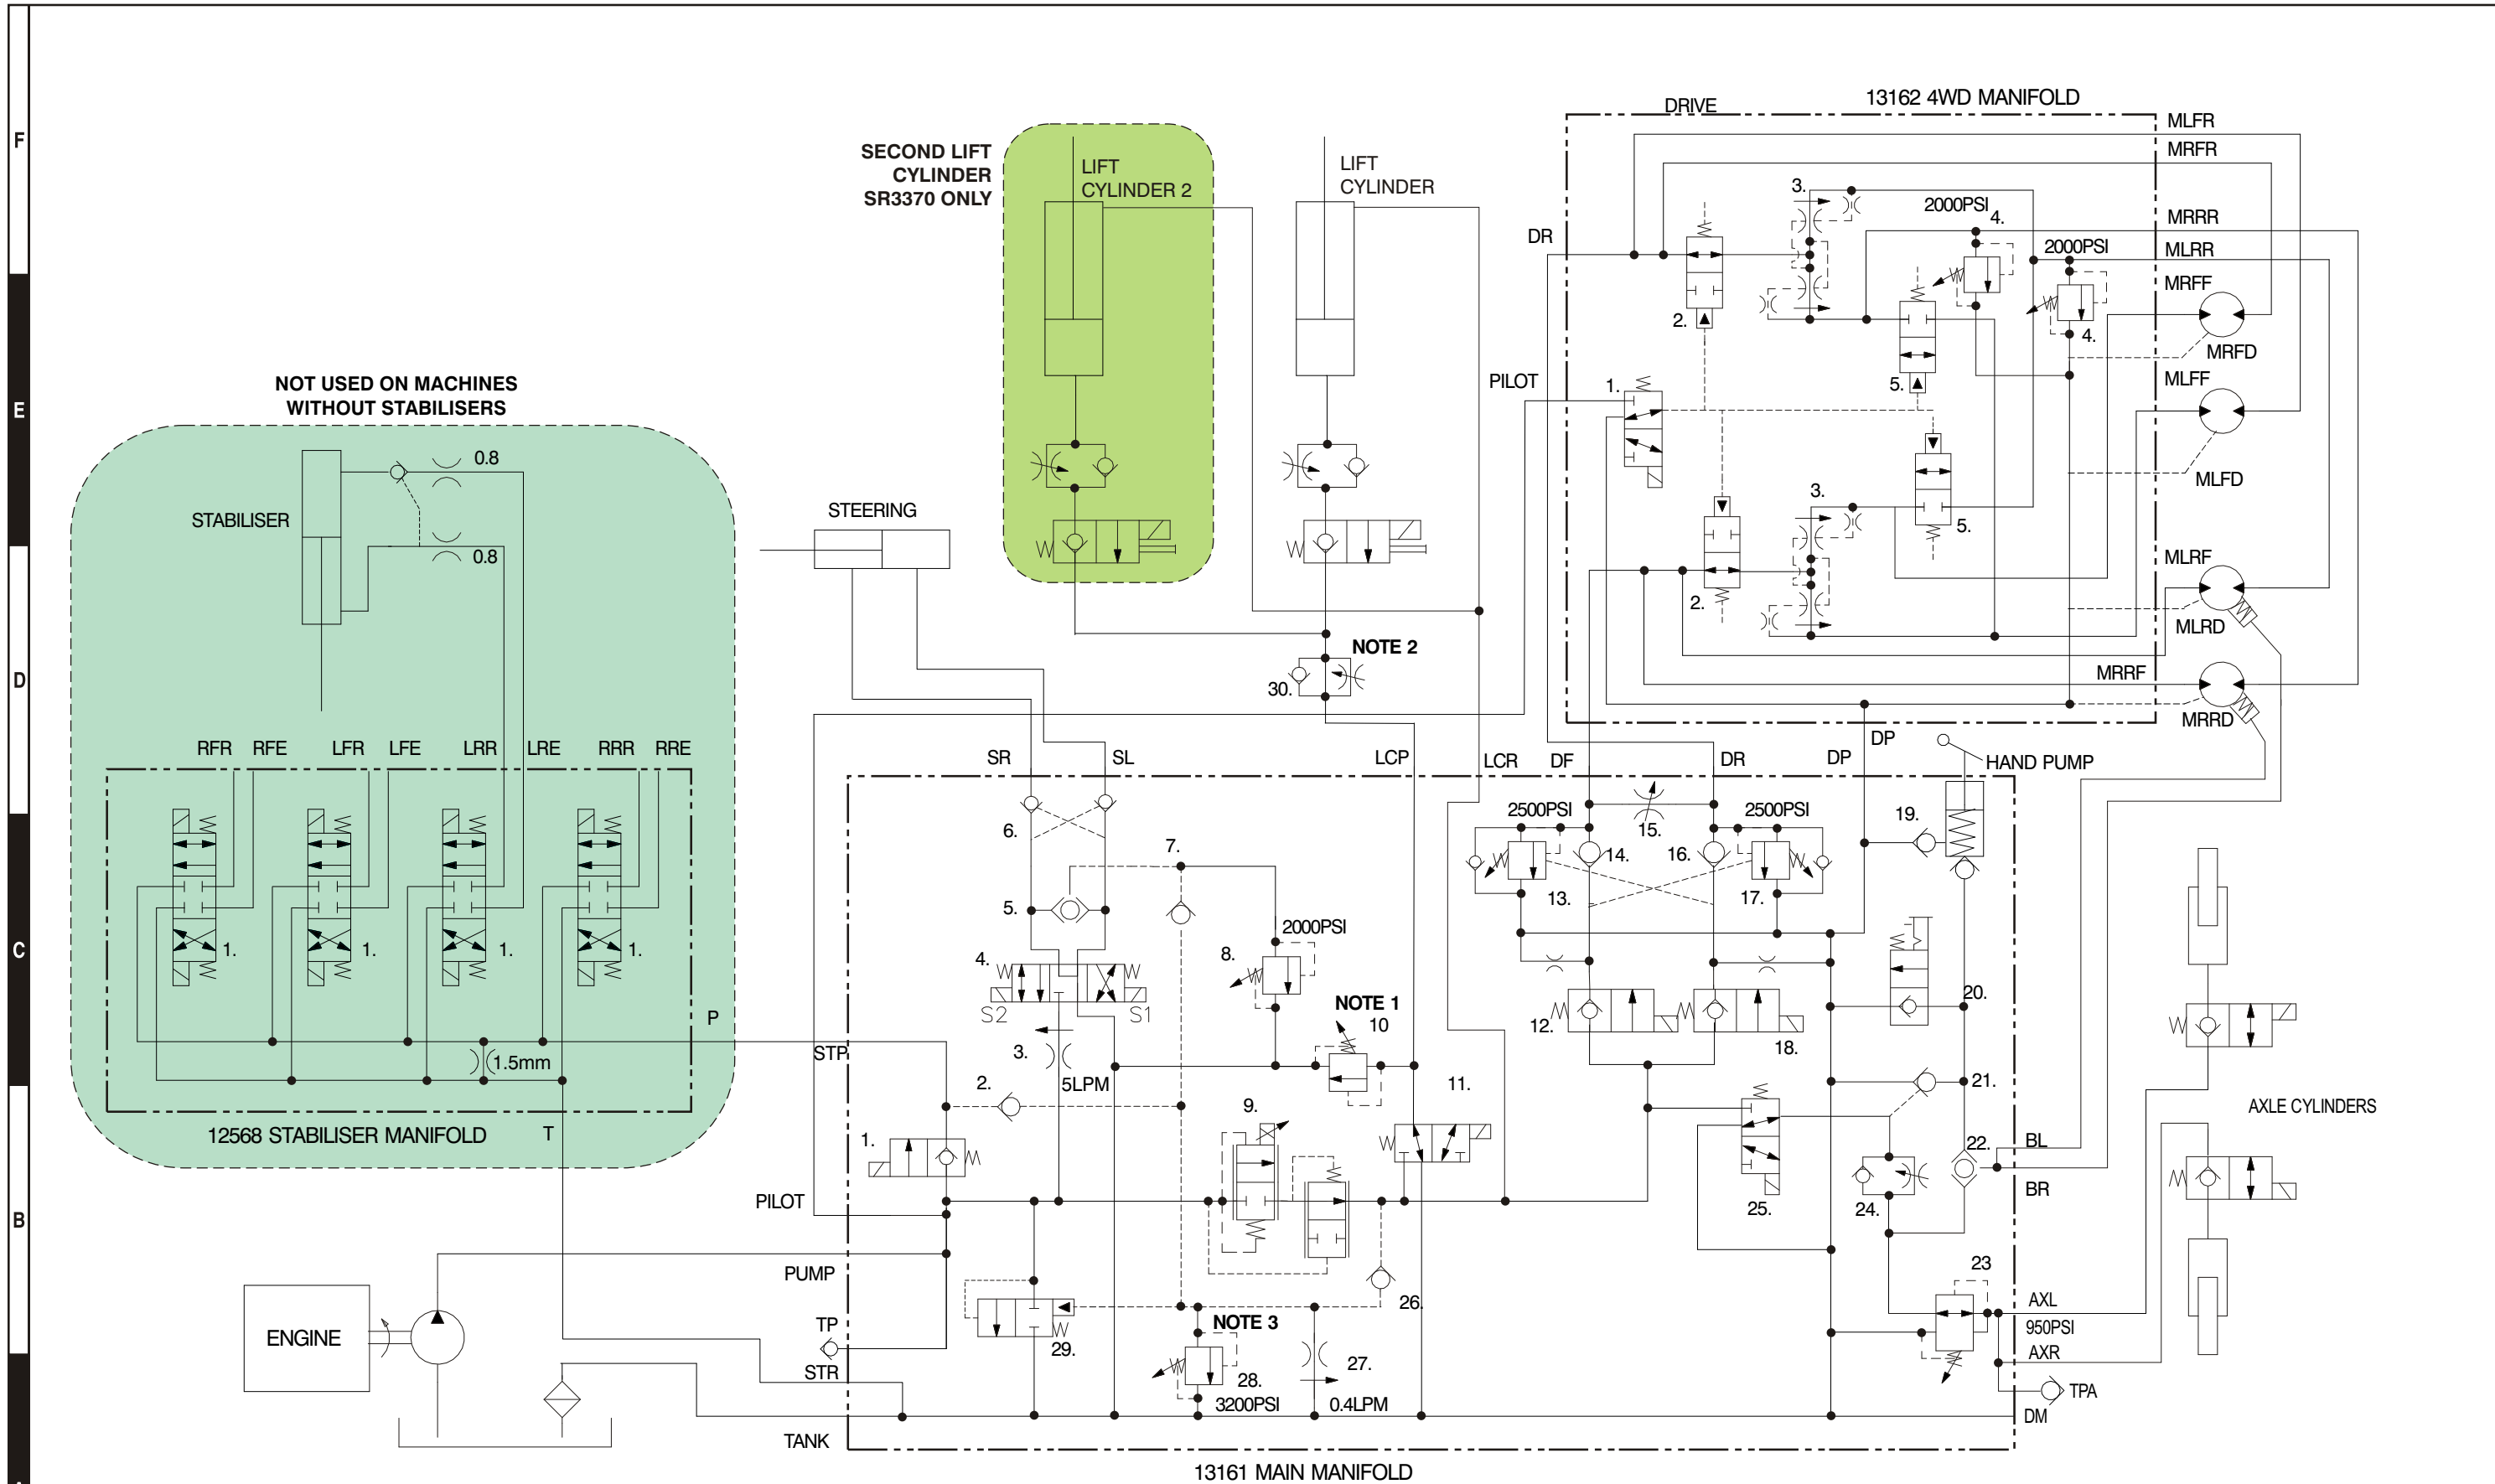 F
E
D
C
B
NOT USED ON MACHINES
WITHOUT STABILISERS
STABILISER
0.8
0.8
RFR
RFE
LFR
LFE
LRR
LRE
RRR
RRE
1.
1.
1.
1.
1.5mm
P
T
12568 STABILISER MANIFOLD
SECOND LIFT
CYLINDER
SR3370 ONLY
LIFT
CYLINDER 2
LIFT
CYLINDER
STEERING
NOTE 2
30.
13162 4WD MANIFOLD
DRIVE
DR
PILOT
1.
2.
3.
2000PSI
4.
2000PSI
4.
5.
3.
5.
2.
MLFR
MRFR
MRRR
MLRR
MRFF
MRFD
MLFF
MLFD
MLRF
MLRD
MRRF
MRRD
DP
HAND PUMP
SR
SL
LCP
LCR
DF
DR
DP
6.
7.
5.
4.
S2
S1
3.
5LPM
2.
1.
8.
2000PSI
NOTE 1
10
9.
11.
2500PSI
2500PSI
15.
14.
16.
13.
17.
12.
18.
19.
20.
21.
22.
23
24.
25.
26.
27.
0.4LPM
NOTE 3
28.
3200PSI
29.
STP
PILOT
PUMP
TP
STR
TANK
ENGINE
BL
BR
AXL
950PSI
AXR
TPA
DM
AXLE CYLINDERS
13161 MAIN MANIFOLD